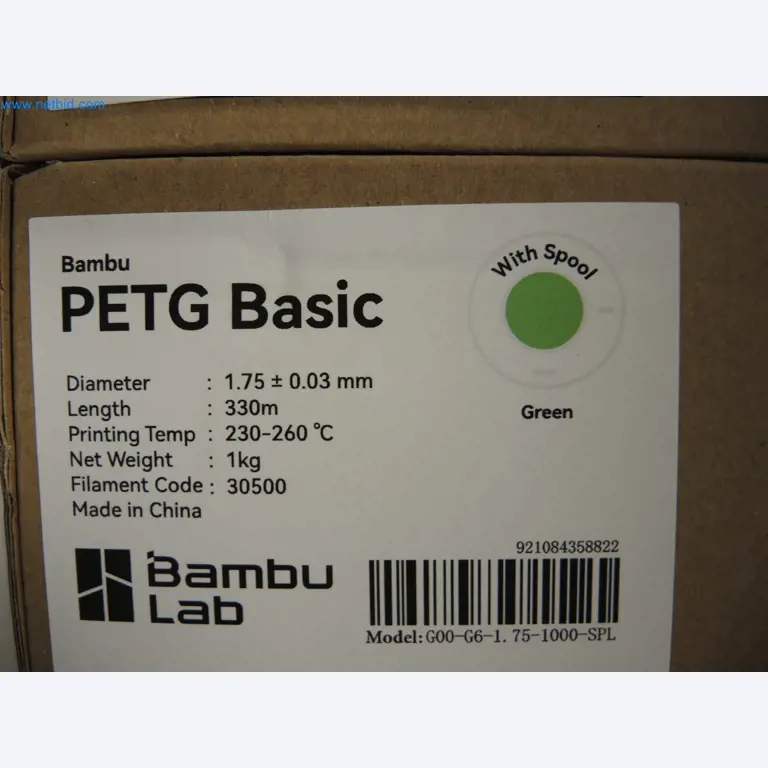 www.netbid.com
Bambu
PETG Basic
With Spool
Green
Diameter : 1.75 ± 0.03 mm
Length : 330m
Printing Temp : 230-260 ℃
Net Weight : 1kg
Filament Code : 30500
Made in China
Bambu
Lab
921084358822
Model:G00-G6-1.75-1000-SPL